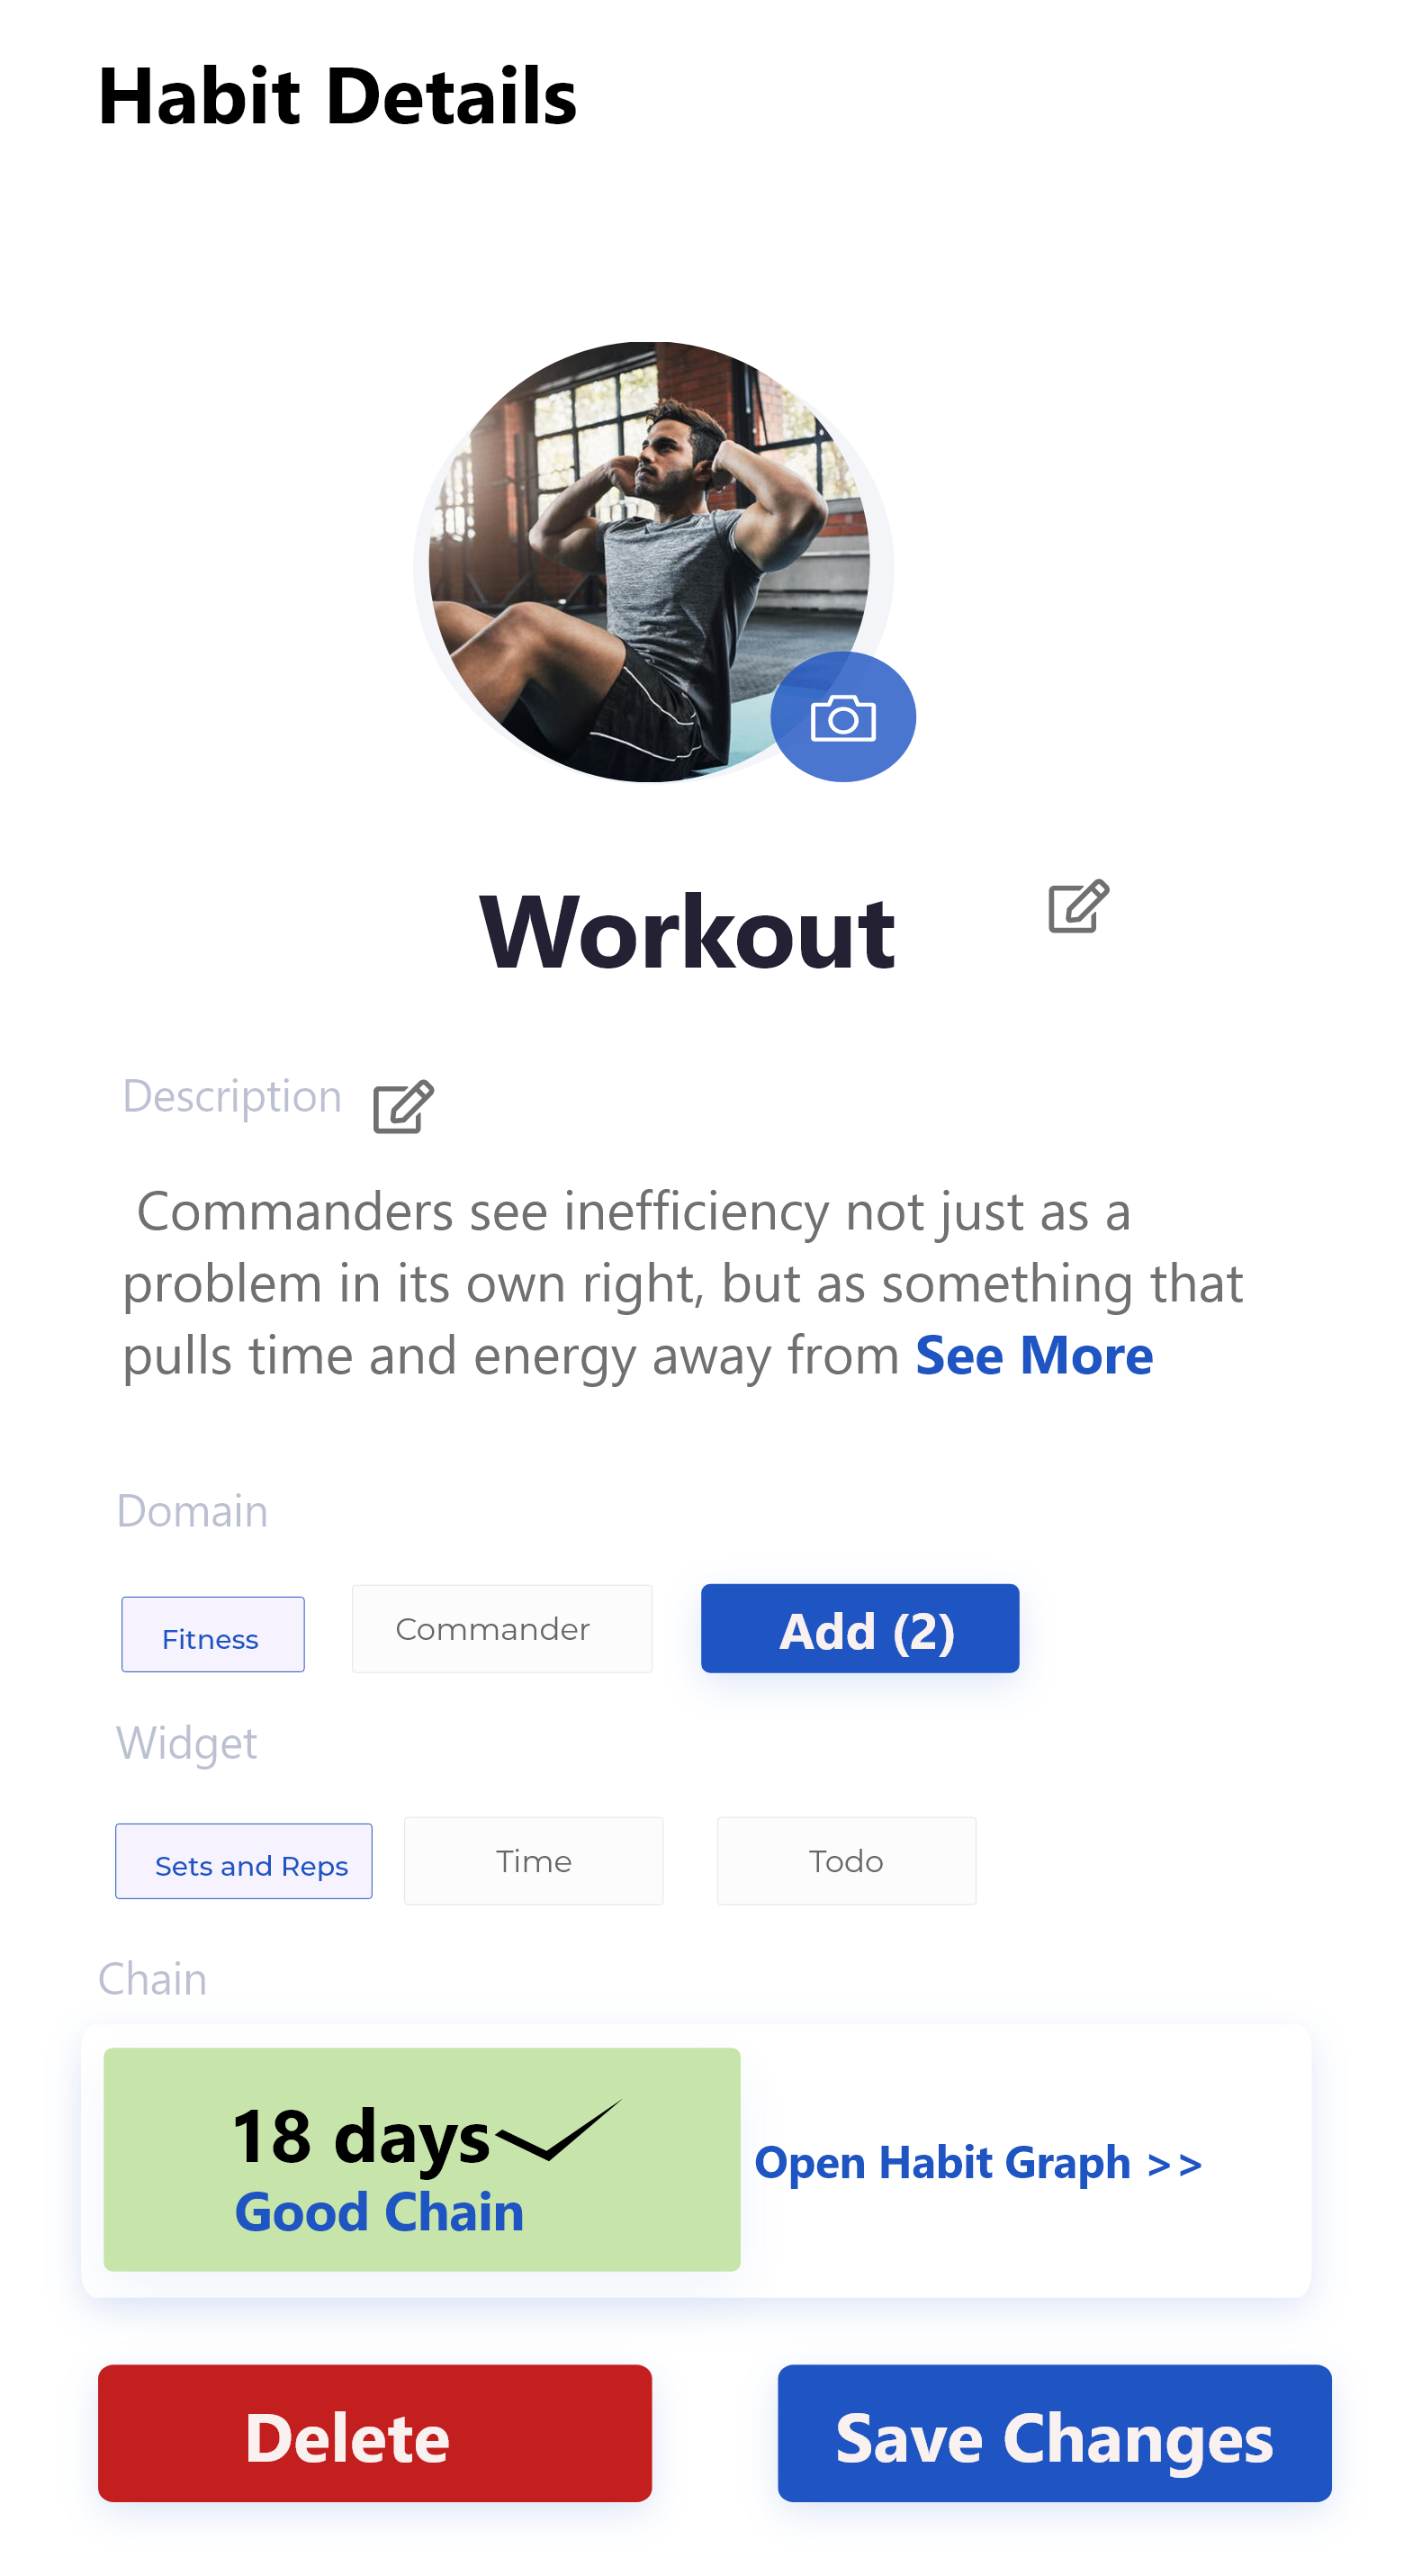 Habit Details
Workout
Description
Commanders see inefficiency not just as a
problem in its own right, but as something that
pulls time and energy away from See More
Domain
Fitness Commander Add (2)
Widget
Sets and Reps Time Todo
Chain
18 days
Good Chain
Open Habit Graph >>
Delete Save Changes